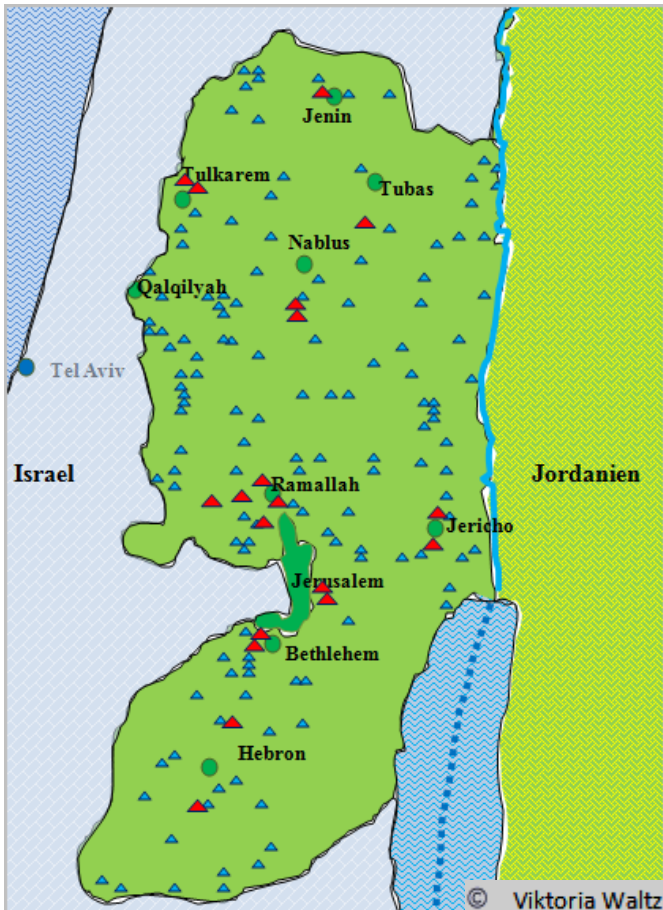 Jenin
Tulkarem
Tubas
Nablus
Qalqilyah
Tel Aviv
Israel
Ramallah
Jordanien
Jericho
Jerusalem
Bethlehem
Hebron
© Viktoria Waltz